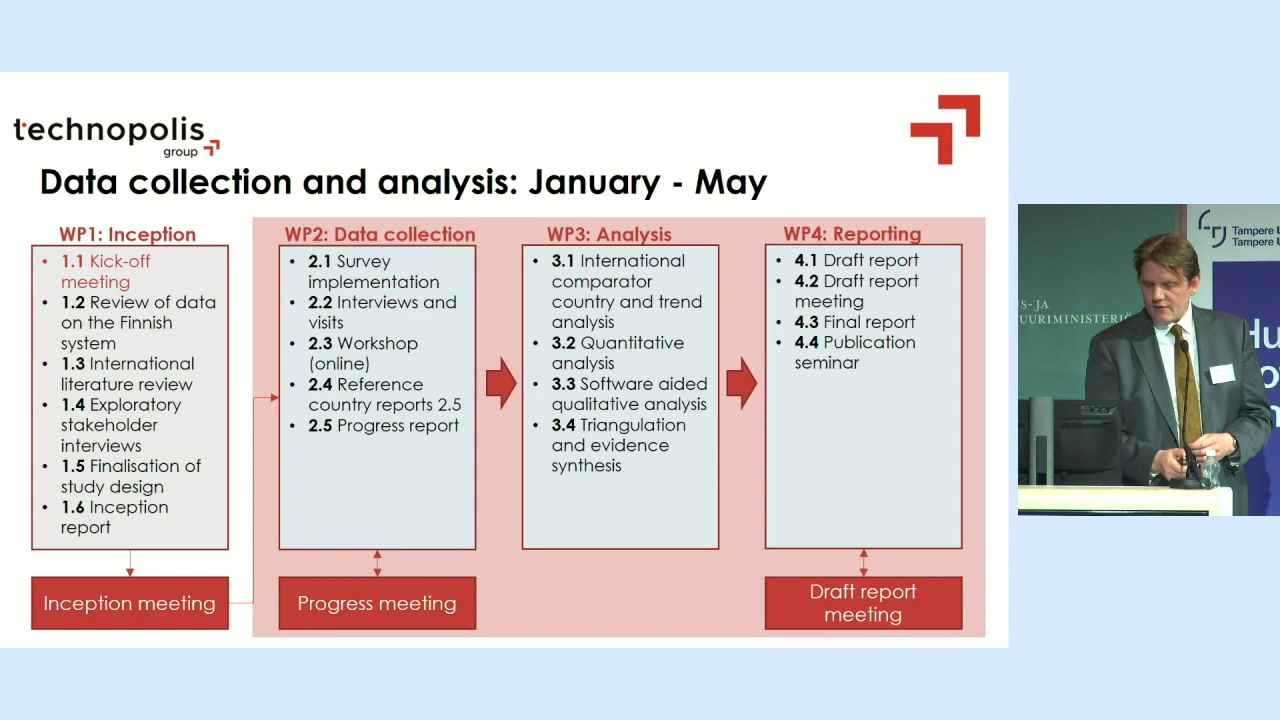 technopolis
group
Data collection and analysis: January - May
WP1: Inception
• 1.1 Kick-off
meeting
• 1.2 Review of data
on the Finnish
system
• 1.3 International
literature review
• 1.4 Exploratory
stakeholder
interviews
• 1.5 Finalisation of
study design
• 1.6 Inception
report
Inception meeting
WP2: Data collection
• 2.1 Survey
implementation
• 2.2 Interviews and
visits
• 2.3 Workshop
(online)
• 2.4 Reference
country reports 2.5
• 2.5 Progress report
Progress meeting
WP3: Analysis
• 3.1 International
comparator
country and trend
analysis
• 3.2 Quantitative
analysis
• 3.3 Software aided
qualitative analysis
• 3.4 Triangulation
and evidence
synthesis
WP4: Reporting
• 4.1 Draft report
• 4.2 Draft report
meeting
• 4.3 Final report
• 4.4 Publication
seminar
Draft report
meeting
Tampere U
Tampere U
S- JA
UURIMINISTERI